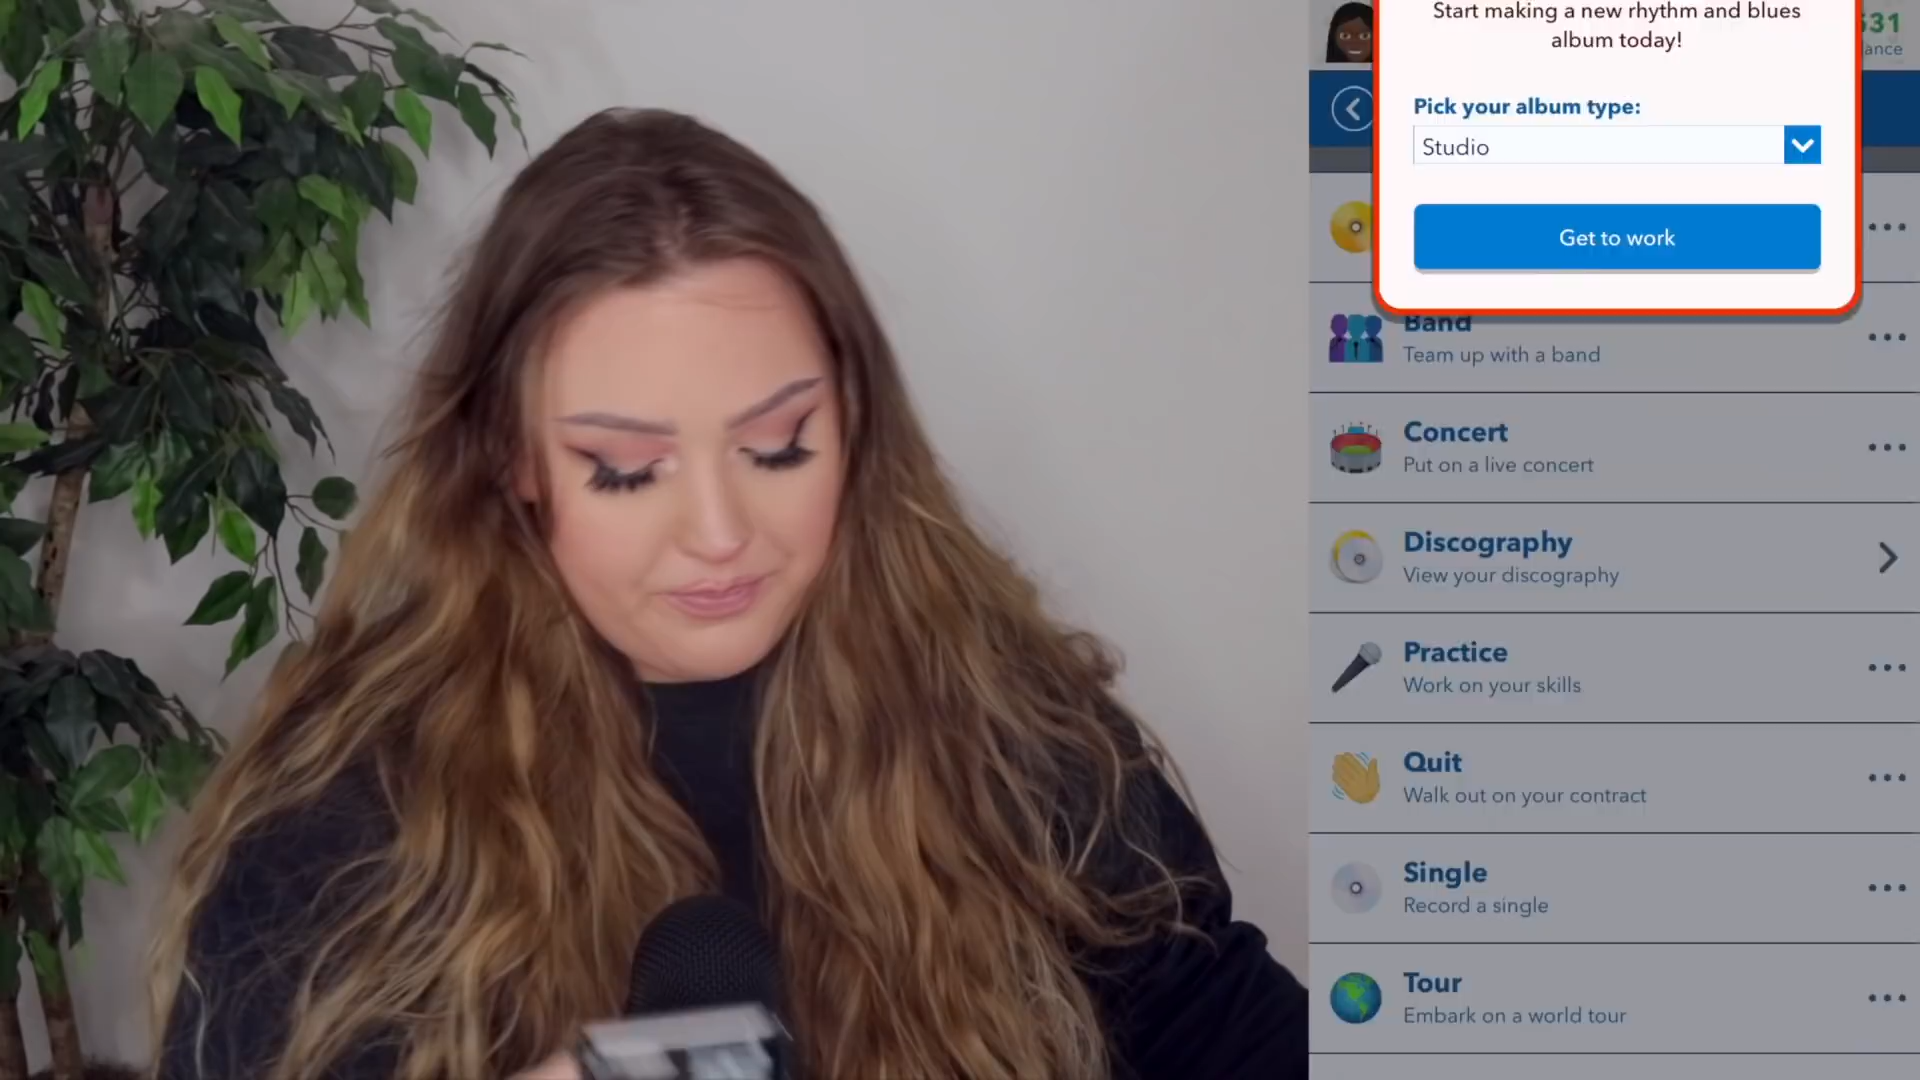 Start making a new rhythm and blues
album today!
Pick your album type:
Studio
Get to work
Band
Team up with a band
Concert
Put on a live concert
Discography
View your discography
Practice
Work on your skills
Quit
Walk out on your contract
Single
Record a single
Tour
Embark on a world tour